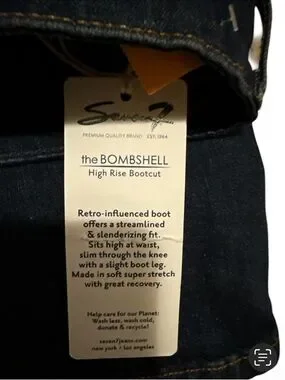 Seven7
PREMIUM QUALITY BRAND EST. 1964
the BOMBSHELL
High Rise Bootcut
Retro-influenced boot
offers a streamlined
& slenderizing fit.
Sits high at waist,
slim through the knee
with a slight boot leg.
Made in soft super stretch
with great recovery.
Help care for our Planet:
Wash less, wash cold,
donate & recycle!
seven7jeans.com
new york • los angeles